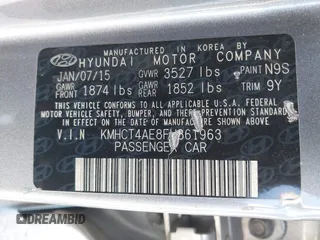 MANUFACTURED IN KOREA BY
HYUNDAI MOTOR COMPANY
JAN/07/15 GVWR 3527 lbs PAINT N9S
GAWR FRONT 1874 lbs GAWR REAR 1852 lbs TRIM 9Y
THIS VEHICLE CONFORMS TO ALL APPLICABLE
U.S. FEDERAL MOTOR VEHICLE SAFETY, BUMPER,
AND THEFT PREVENTION STANDARDS IN EFFECT
ON THE DATE OF MANUFACTURE SHOWN ABOVE.
V.I.N KMHCT4AE8F 861963
PASSENGER CAR
DREAMBID